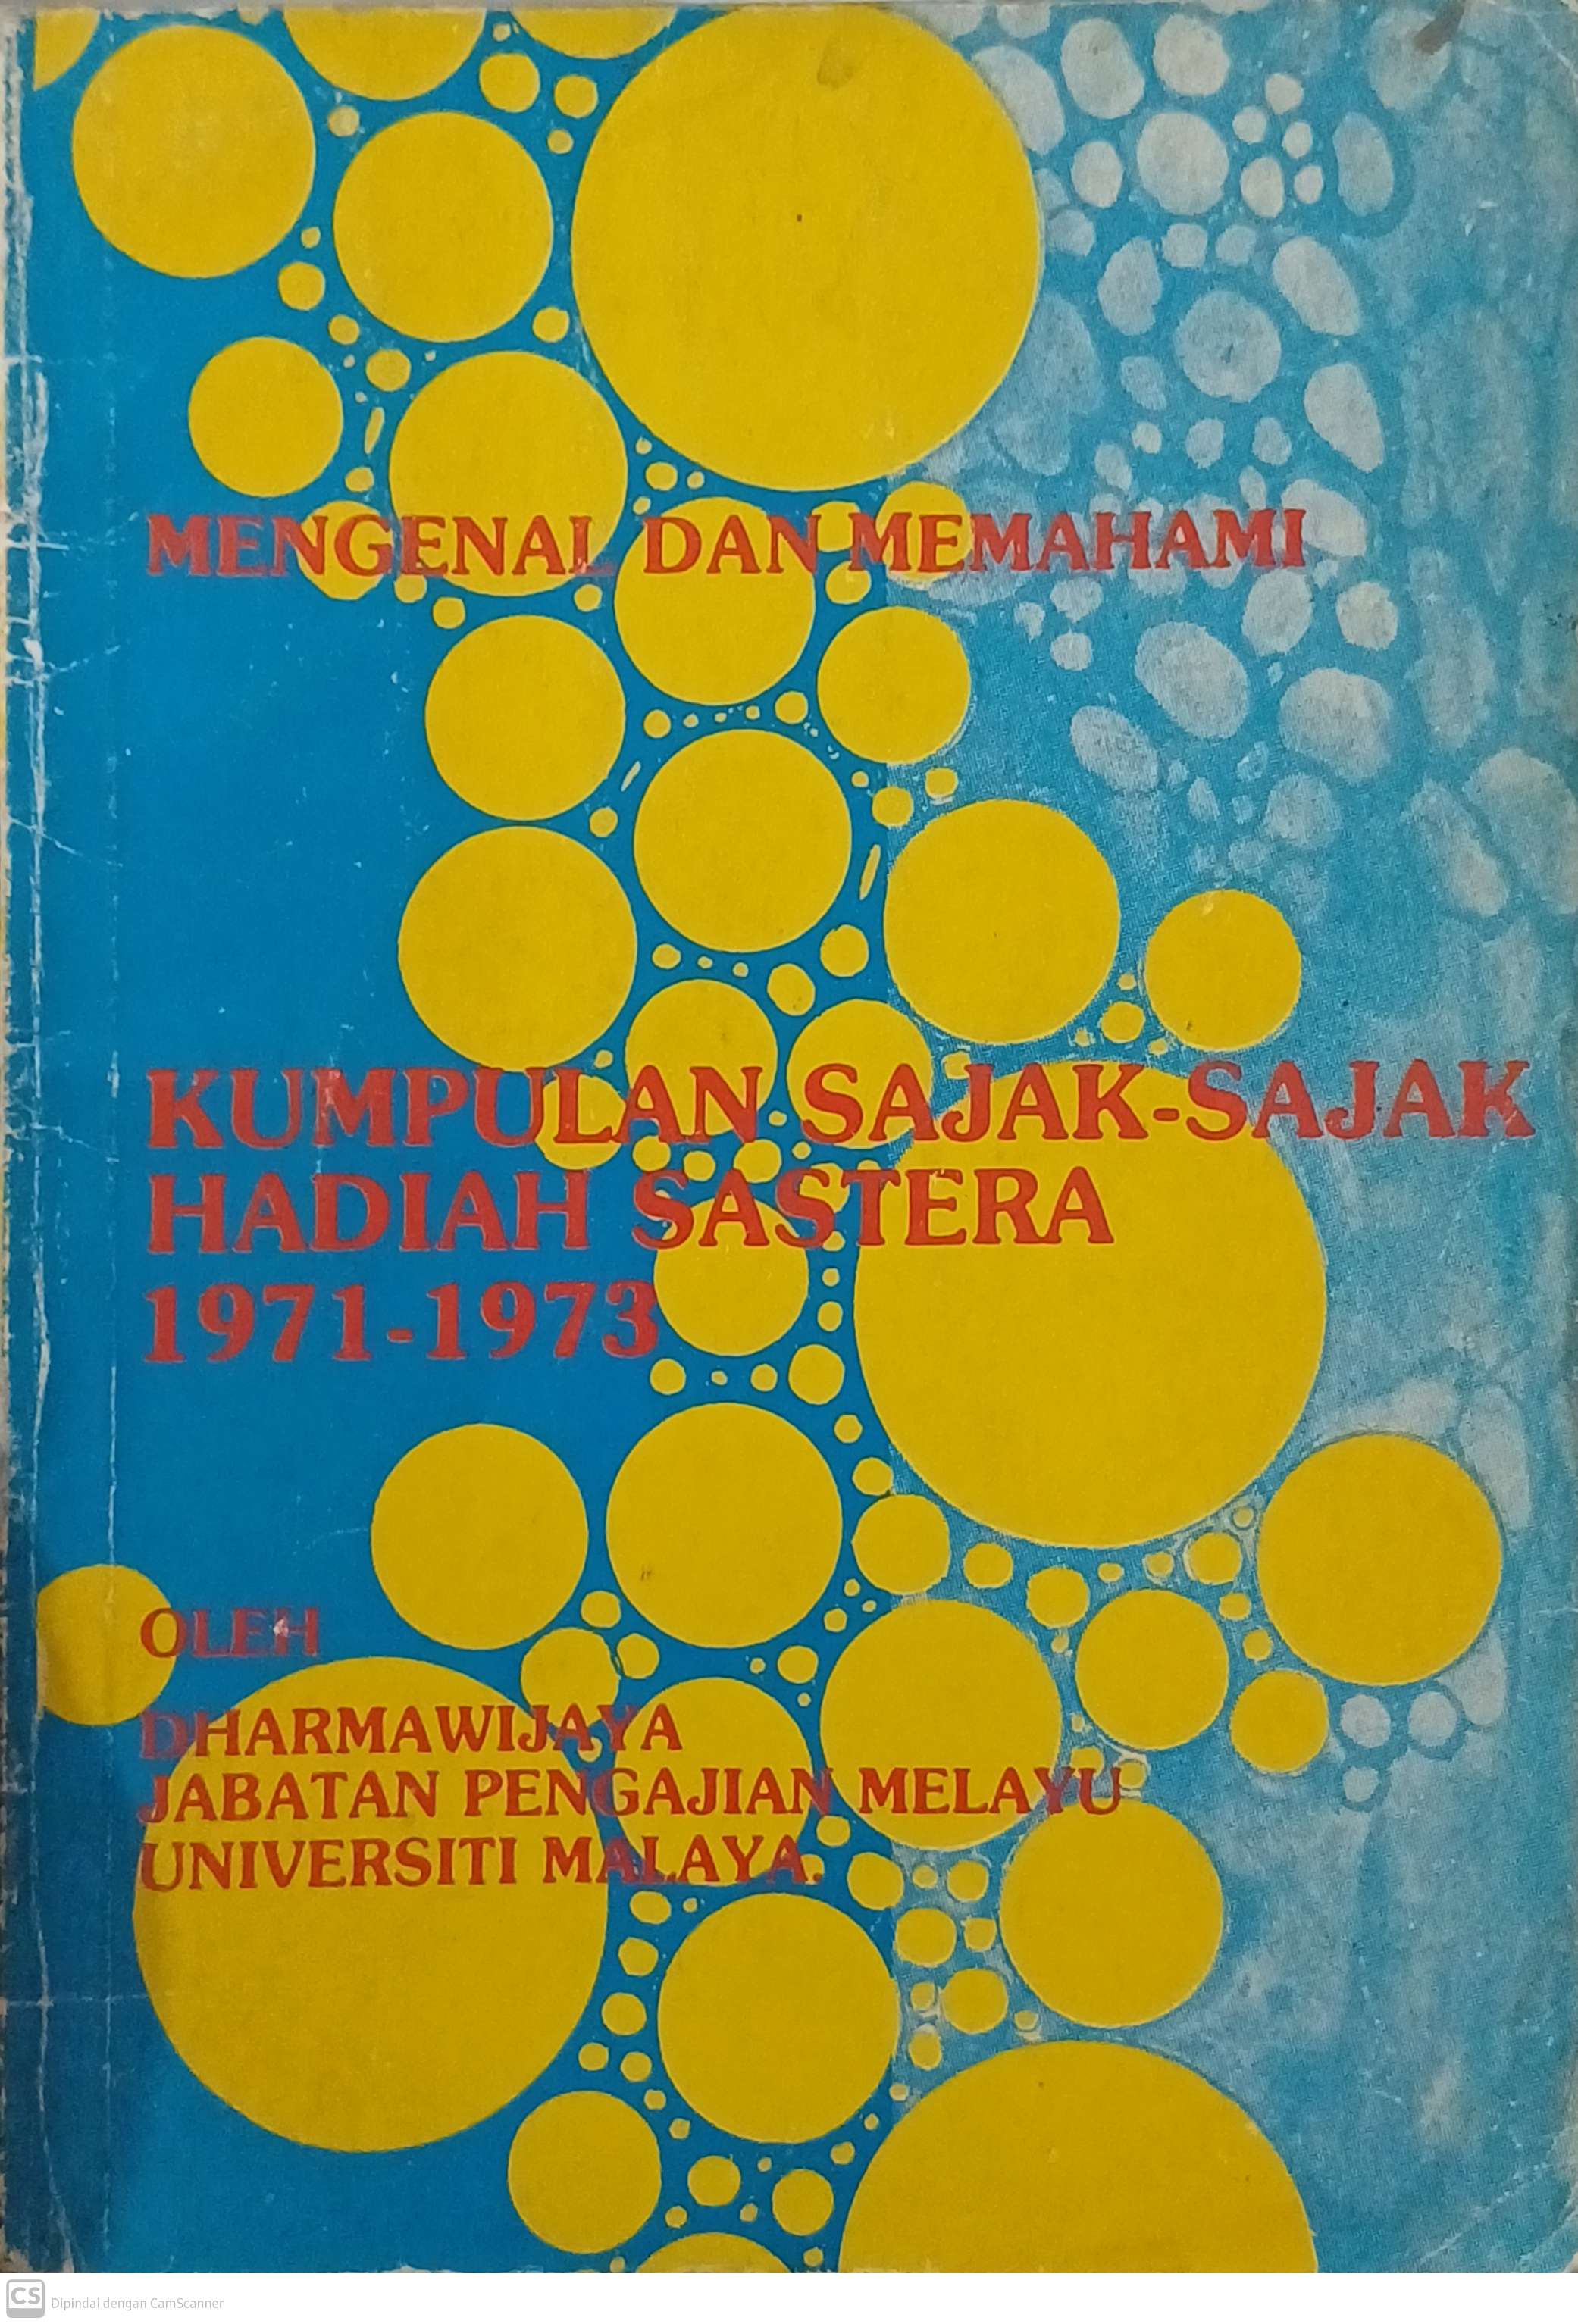 MENGENAL DAN MEMAHAMI
KUMPULAN SAJAK-SAJAK
HADIAH SASTERA
1971-1973
OLEH
DHARMAWIJAYA
JABATAN PENGAJIAN MELAYU
UNIVERSITI MALAYA.
CS Dipindai dengan CamScanner